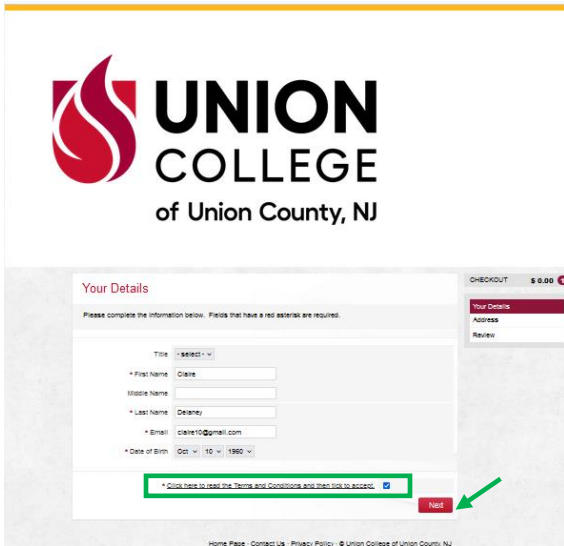 UNION
COLLEGE
of Union County, NJ
CHECKOUT $ 0.00
Your Details
Address
Review
Your Details
Please complete the information below. Fields that have a red asterisk are required.
Title - select -
* First Name Claire
Middle Name
* Last Name Delaney
* Email claire10@gmail.com
* Date of Birth Oct 10 1960
* Click here to read the Terms and Conditions and then tick to accept.
Next
Home Page - Contact Us - Privacy Policy - © Union College of Union County, NJ